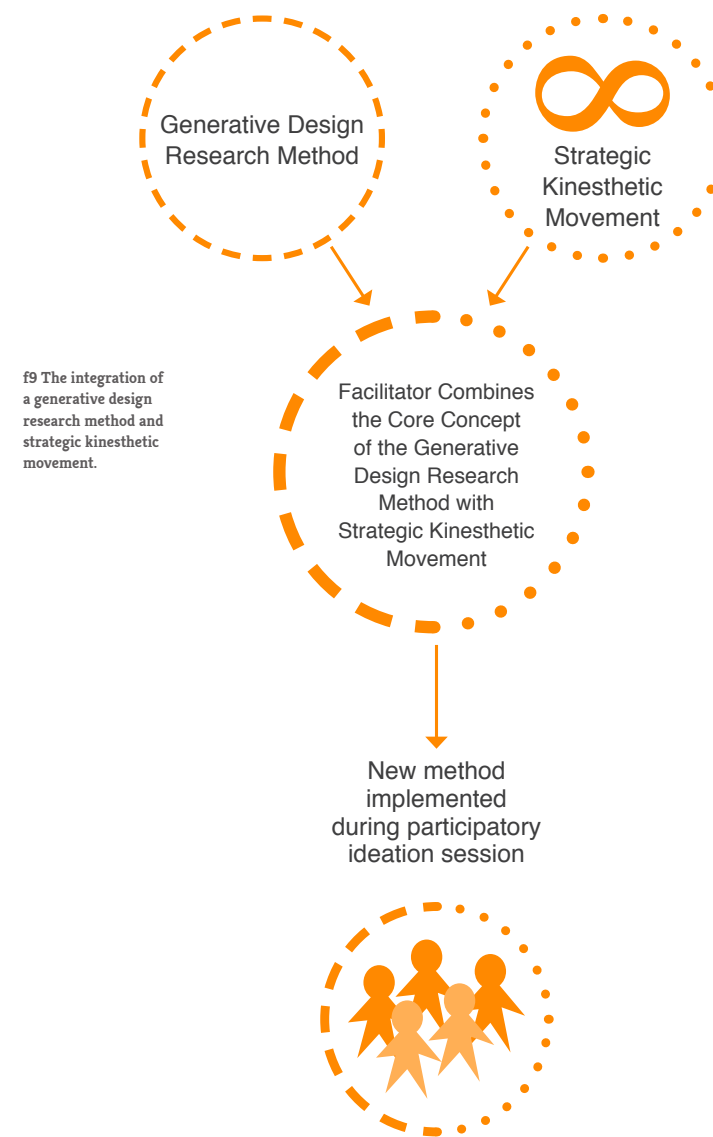 Generative Design
Research Method
Strategic
Kinesthetic
Movement
f9 The integration of
a generative design
research method and
strategic kinesthetic
movement.
Facilitator Combines
the Core Concept
of the Generative
Design Research
Method with
Strategic Kinesthetic
Movement
New method
implemented
during participatory
ideation session